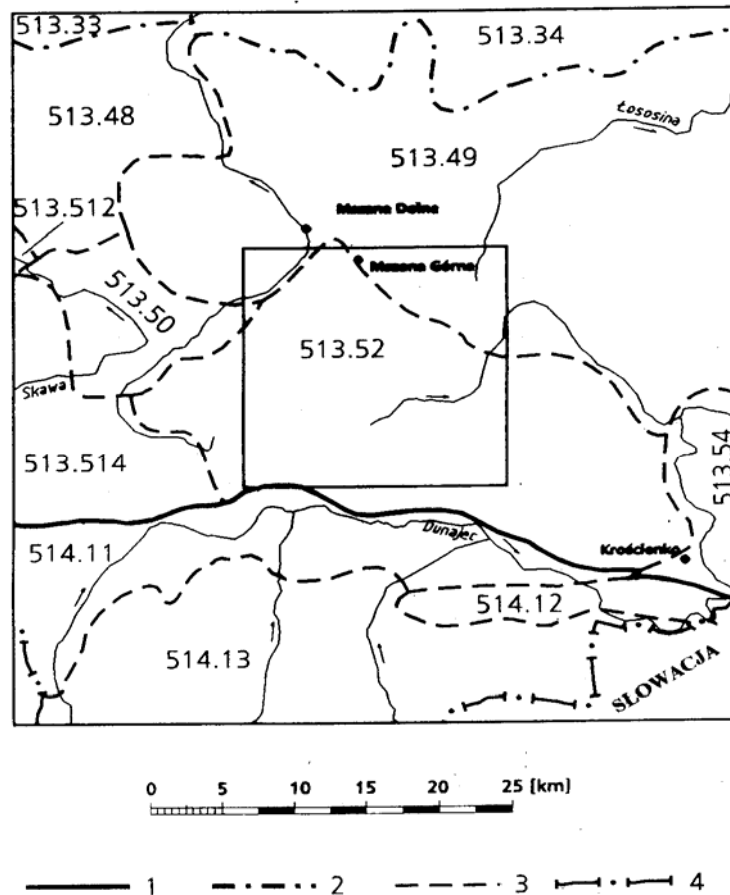 513.33
513.34
513.48
Łososina
513.49
513.512
Mszana Dolna
Mszana Górna
513.50
513.52
Skawa
513.54
513.514
Dunajec
Krościenko
514.11
514.12
514.13
SŁOWACJA
0 5 10 15 20 25 [km]
1 2 3 4